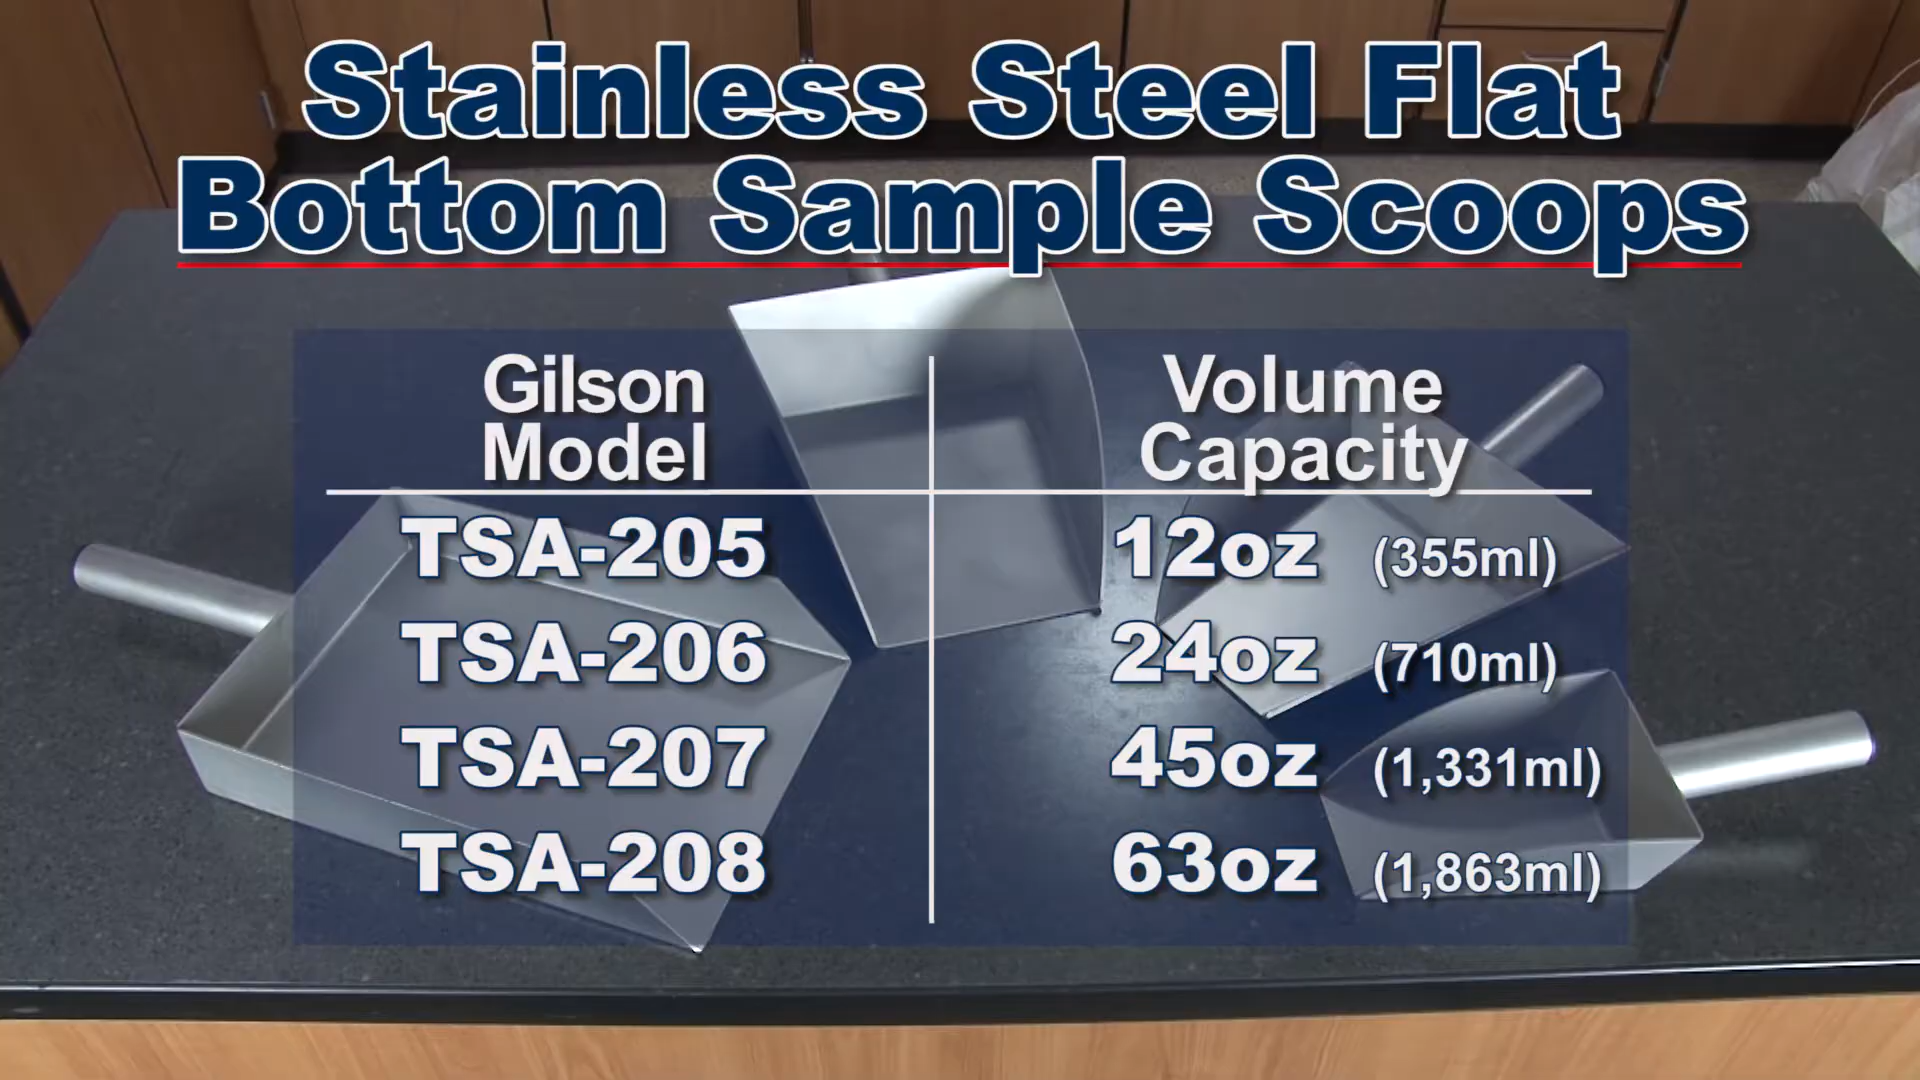 Stainless Steel Flat
Bottom Sample Scoops
Gilson
Model
Volume
Capacity
TSA-205 12oz (355ml)
TSA-206 24oz (710ml)
TSA-207 45oz (1,331ml)
TSA-208 63oz (1,863ml)